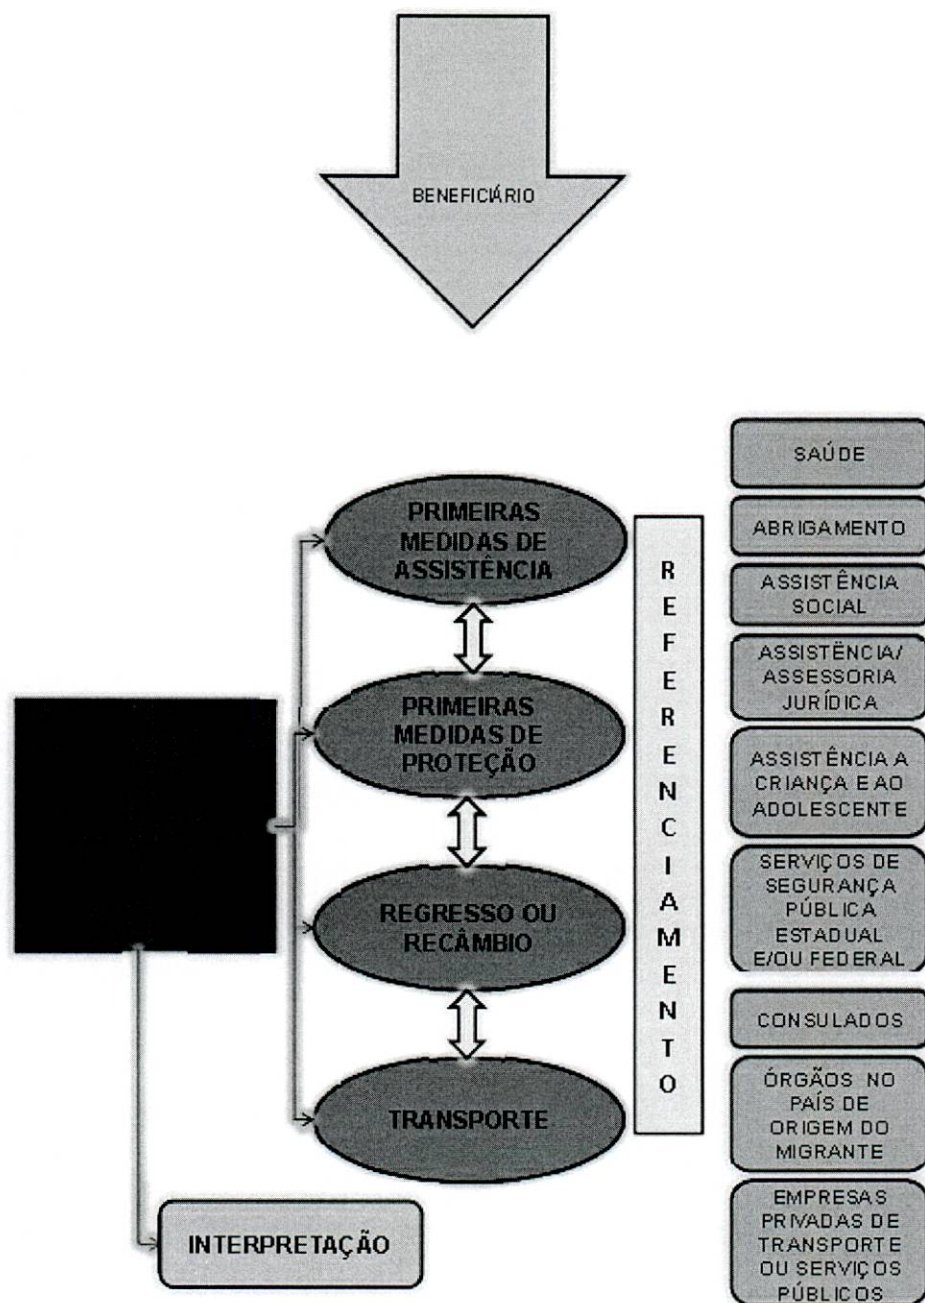 BENEFICIÁRIO
PRIMEIRAS
MEDIDAS DE
ASSISTÊNCIA
PRIMEIRAS
MEDIDAS DE
PROTEÇÃO
REGRESSO OU
RECÂMBIO
TRANSPORTE
INTERPRETAÇÃO
R
E
F
E
R
E
N
C
I
A
M
E
N
T
O
SAÚDE
ABRIGAMENTO
ASSISTÊNCIA
SOCIAL
ASSISTÊNCIA/
ASSESSORIA
JURÍDICA
ASSISTÊNCIA A
CRIANÇA E AO
ADOLESCENTE
SERVIÇOS DE
SEGURANÇA
PÚBLICA
ESTADUAL
E/OU FEDERAL
CONSULADOS
ÓRGÃOS NO
PAÍS DE
ORIGEM DO
MIGRANTE
EMPRESAS
PRIVADAS DE
TRANSPORTE
OU SERVIÇOS
PÚBLICOS